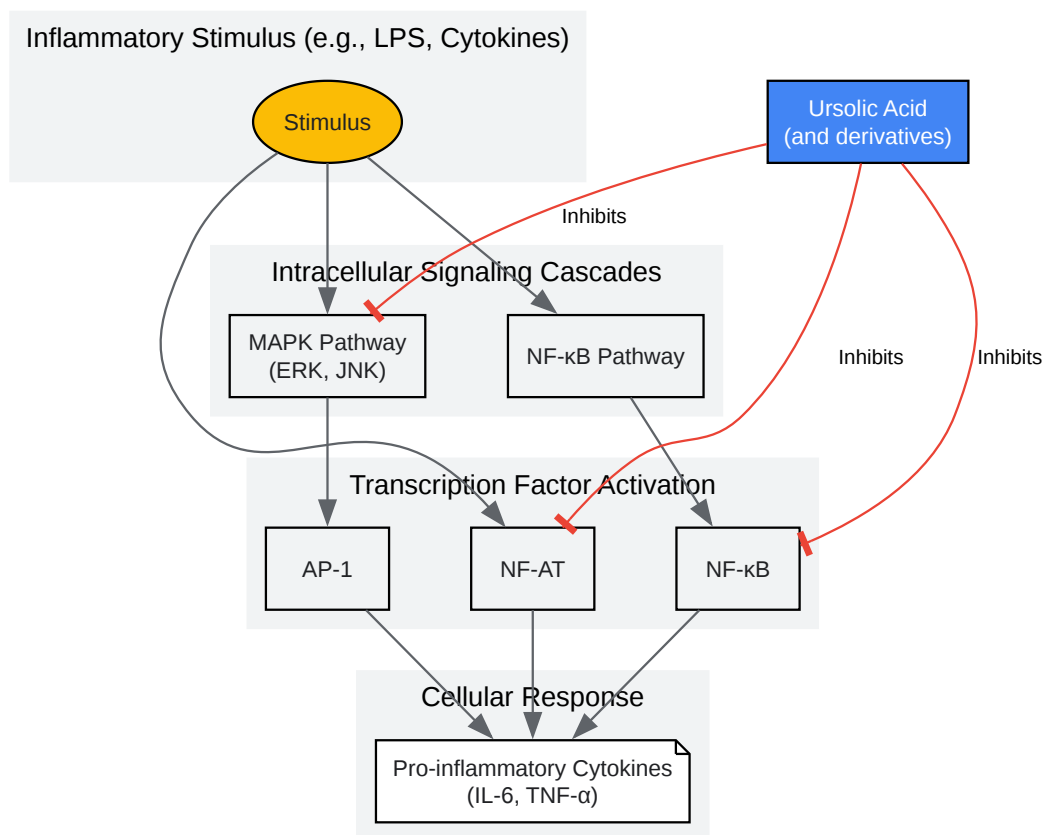 Inflammatory Stimulus (e.g., LPS, Cytokines)
Stimulus
Ursolic Acid
(and derivatives)
Inhibits
Intracellular Signaling Cascades
MAPK Pathway
(ERK, JNK)
NF-κB Pathway
Inhibits
Inhibits
Transcription Factor Activation
AP-1
NF-AT
NF-κB
Cellular Response
Pro-inflammatory Cytokines
(IL-6, TNF-α)